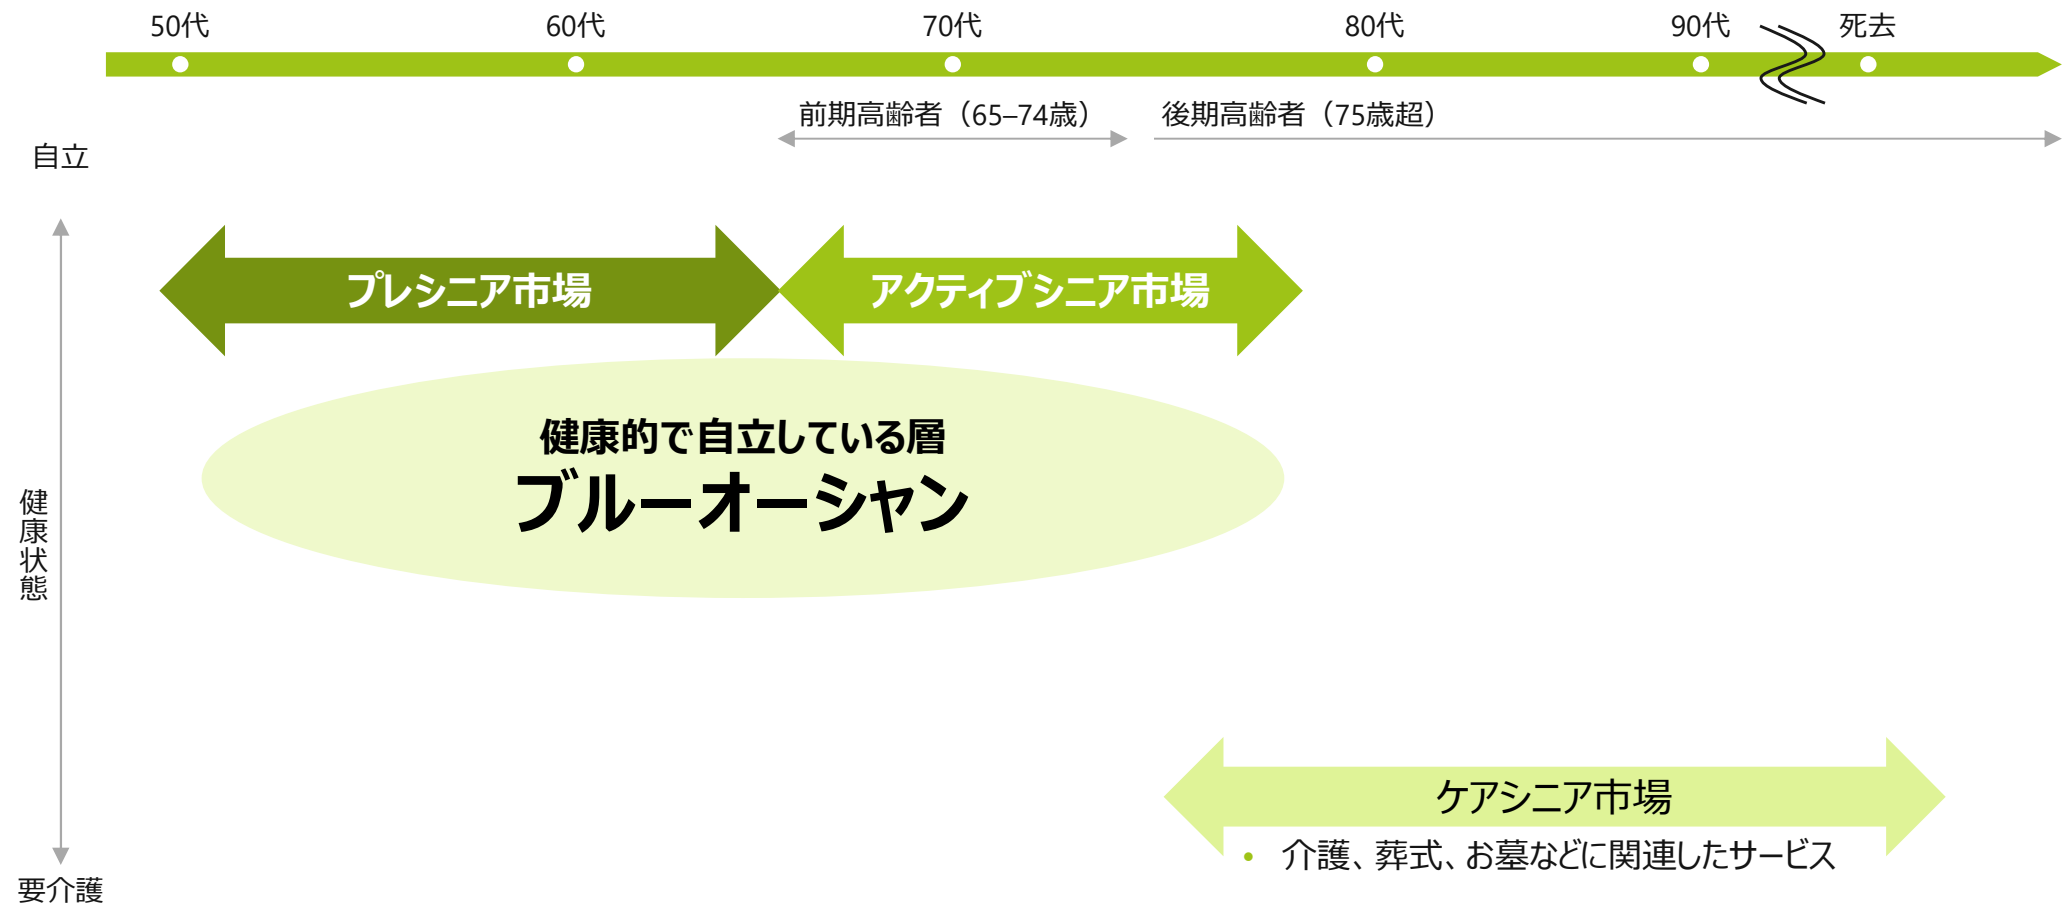 50代
60代
70代
80代
90代
死去
前期高齢者（65–74歳）
後期高齢者（75歳超）
自立
プレシニア市場
アクティブシニア市場
健康的で自立している層
ブルーオーシャン
健康状態
ケアシニア市場
• 介護、葬式、お墓などに関連したサービス
要介護